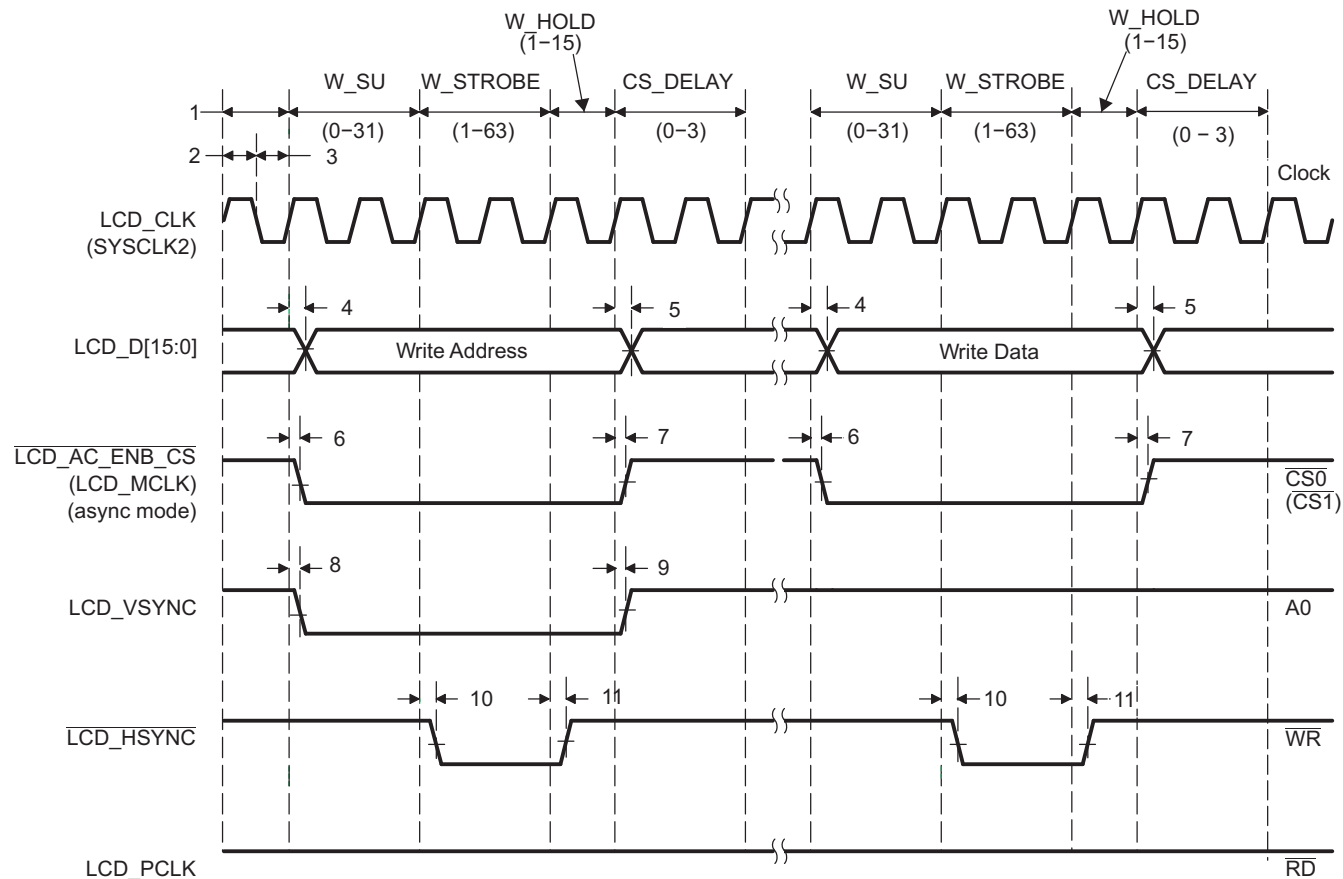 W_HOLD
(1−15)
W_HOLD
(1−15)
W_SU
W_STROBE
CS_DELAY
W_SU
W_STROBE
CS_DELAY
1
(0−31)
(1−63)
(0−3)
(0−31)
(1−63)
(0 − 3)
2
3
Clock
LCD_CLK
(SYSCLK2)
4
5
4
5
LCD_D[15:0]
Write Address
Write Data
6
7
6
7
LCD_AC_ENB_CS
(LCD_MCLK)
(async mode)
CS0
(CS1)
8
9
LCD_VSYNC
A0
10
11
10
11
LCD_HSYNC
WR
LCD_PCLK
RD